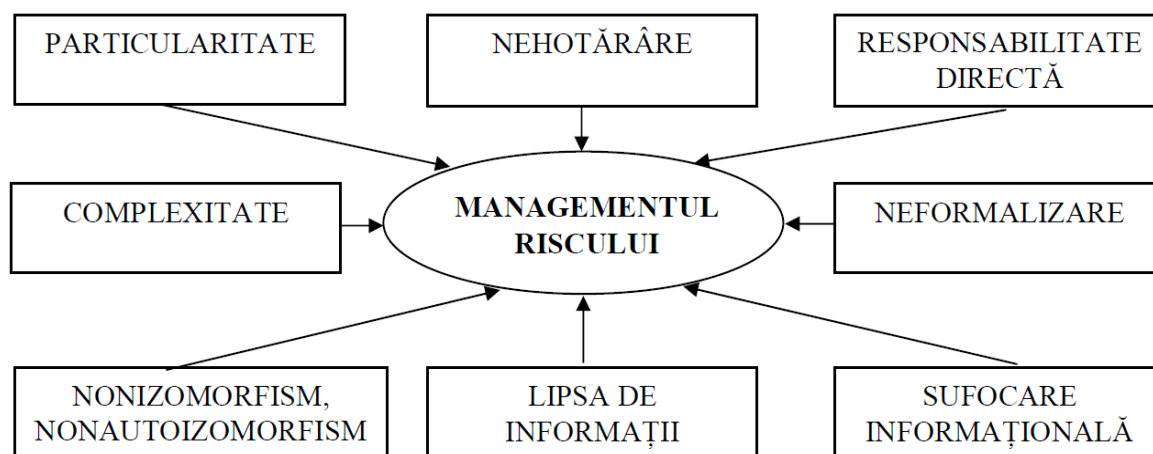 PARTICULARITATE
NEHOTĂRÂRE
RESPONSABILITATE
DIRECTĂ
COMPLEXITATE
MANAGEMENTUL
RISCULUI
NEFORMALIZARE
NONIZOMORFISM,
NONAUTOIZOMORFISM
LIPSA DE
INFORMAȚII
SUFOCARE
INFORMAȚIONALĂ